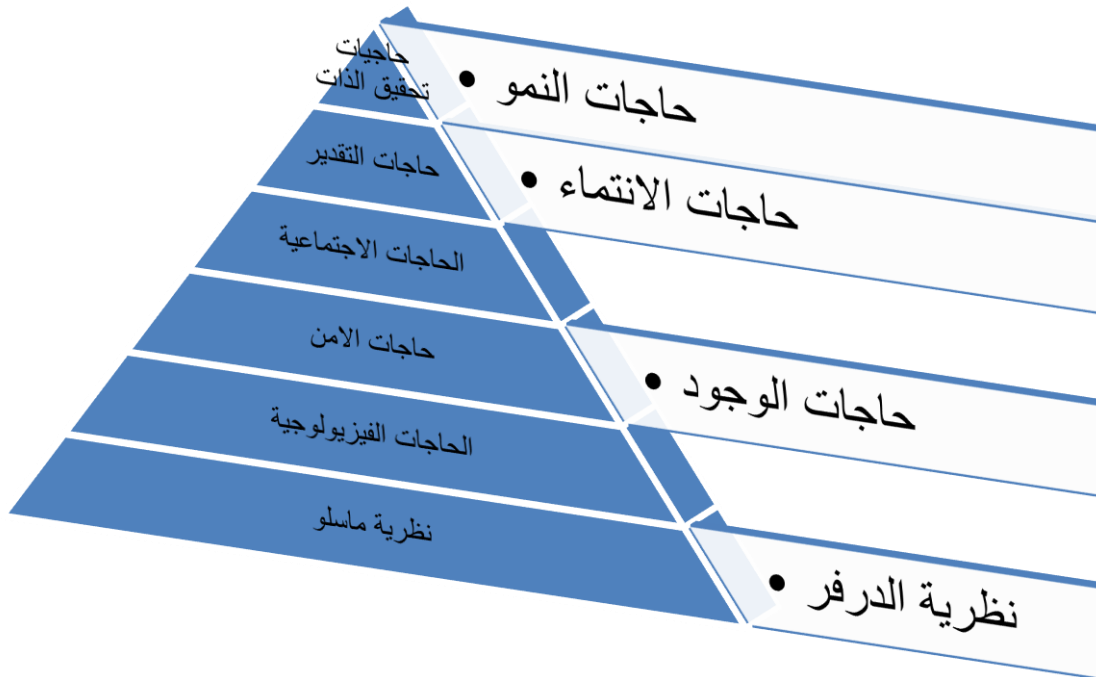 حاجيات
تحقيق الذات
حاجات التقدير
الحاجات الاجتماعية
حاجات الامن
الحاجات الفيزيولوجية
نظرية ماسلو
• حاجات النمو
• حاجات الانتماء
• حاجات الوجود
• نظرية الدرفر